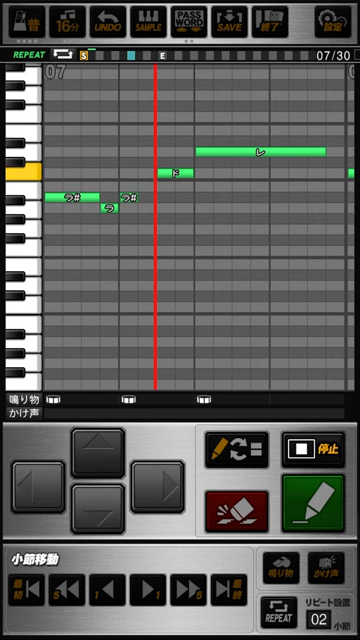 普
16分
UNDO
SAMPLE
PASS WORD
SAVE
終了
設定
REPEAT
S
E
07/30
07
レ
ド
ラ#
ラ#
ラ
鳴り物
かけ声
停止
小節移動
最初
5
1
1
5
最終
鳴り物
かけ声
REPEAT
リピート設置
02
小節